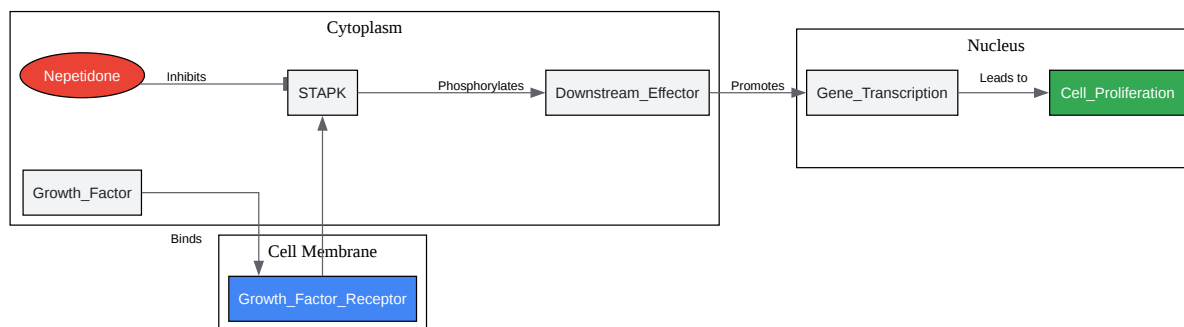 Cytoplasm
Nucleus
Nepetidone
Inhibits
STAPK
Phosphorylates
Downstream_Effector
Promotes
Gene_Transcription
Leads to
Cell_Proliferation
Growth_Factor
Binds
Cell Membrane
Growth_Factor_Receptor